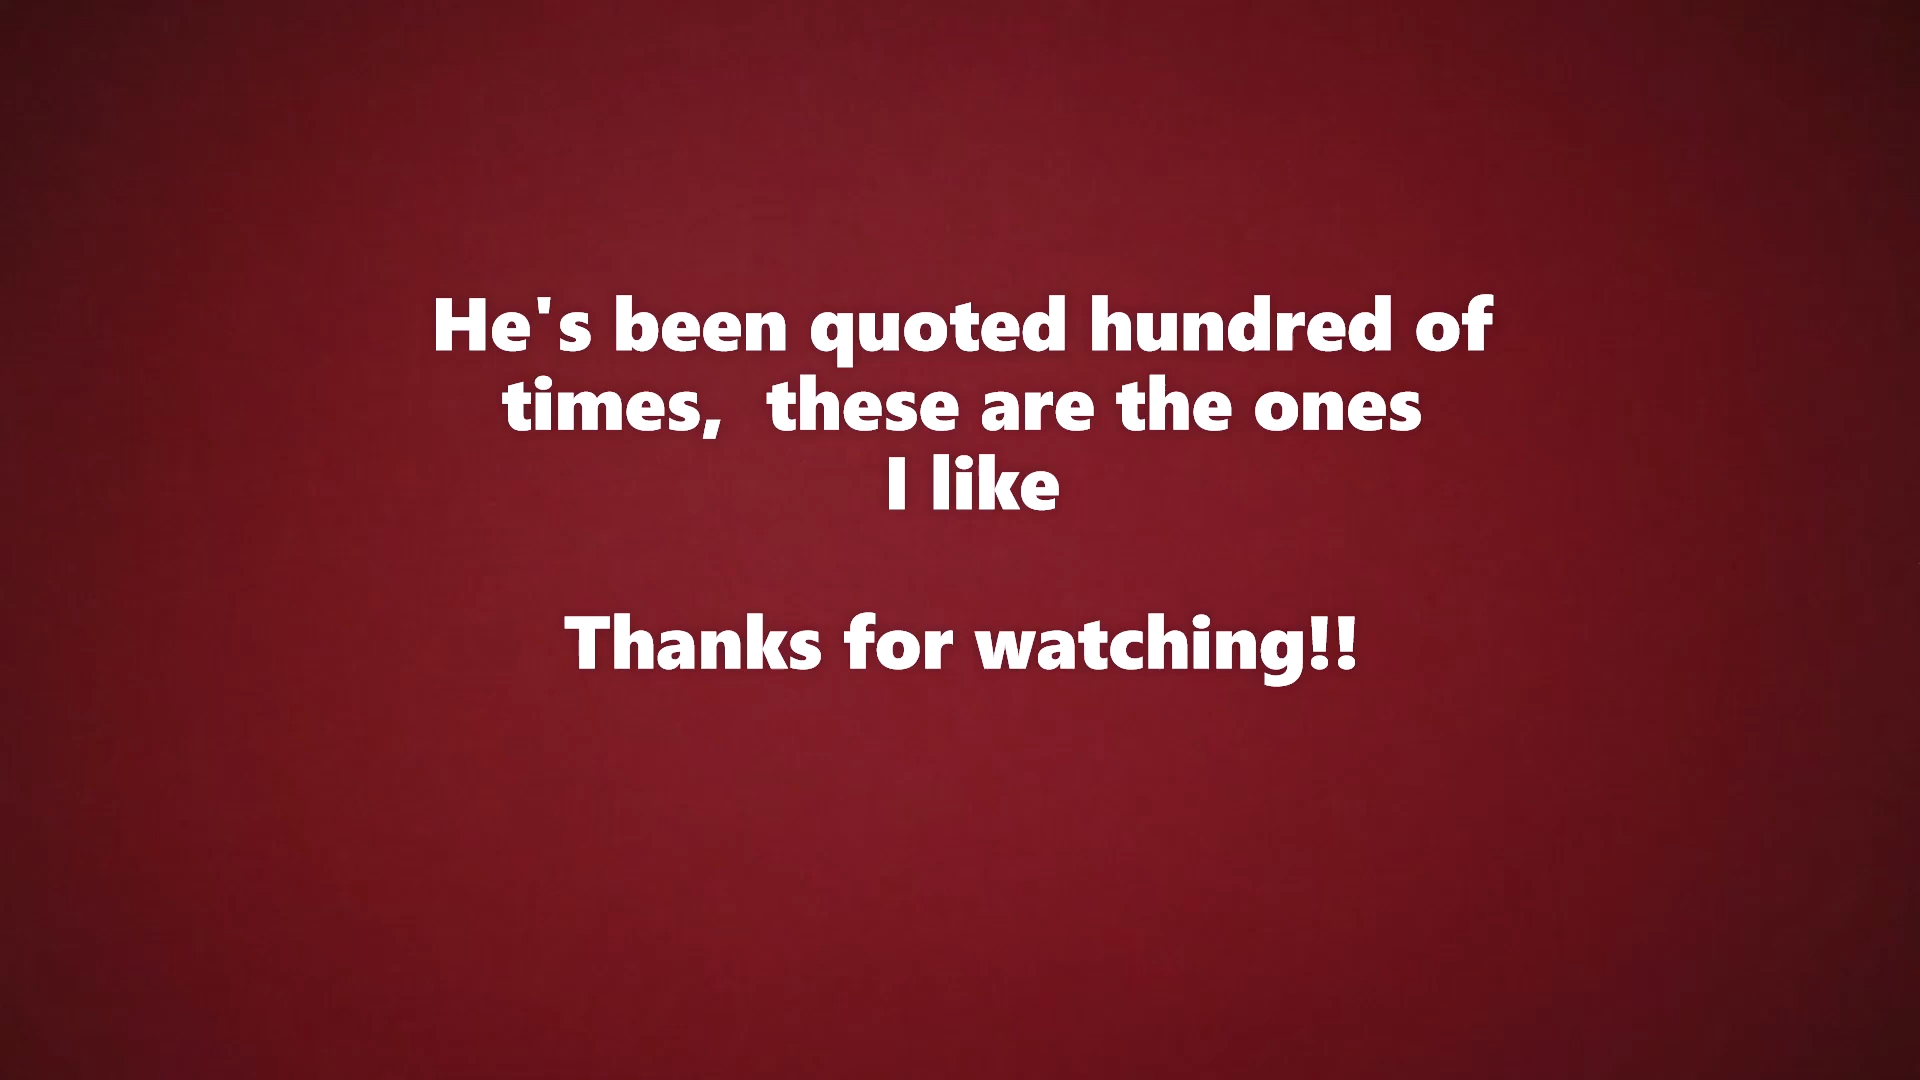 He's been quoted hundred of
times,  these are the ones
I like
Thanks for watching!!